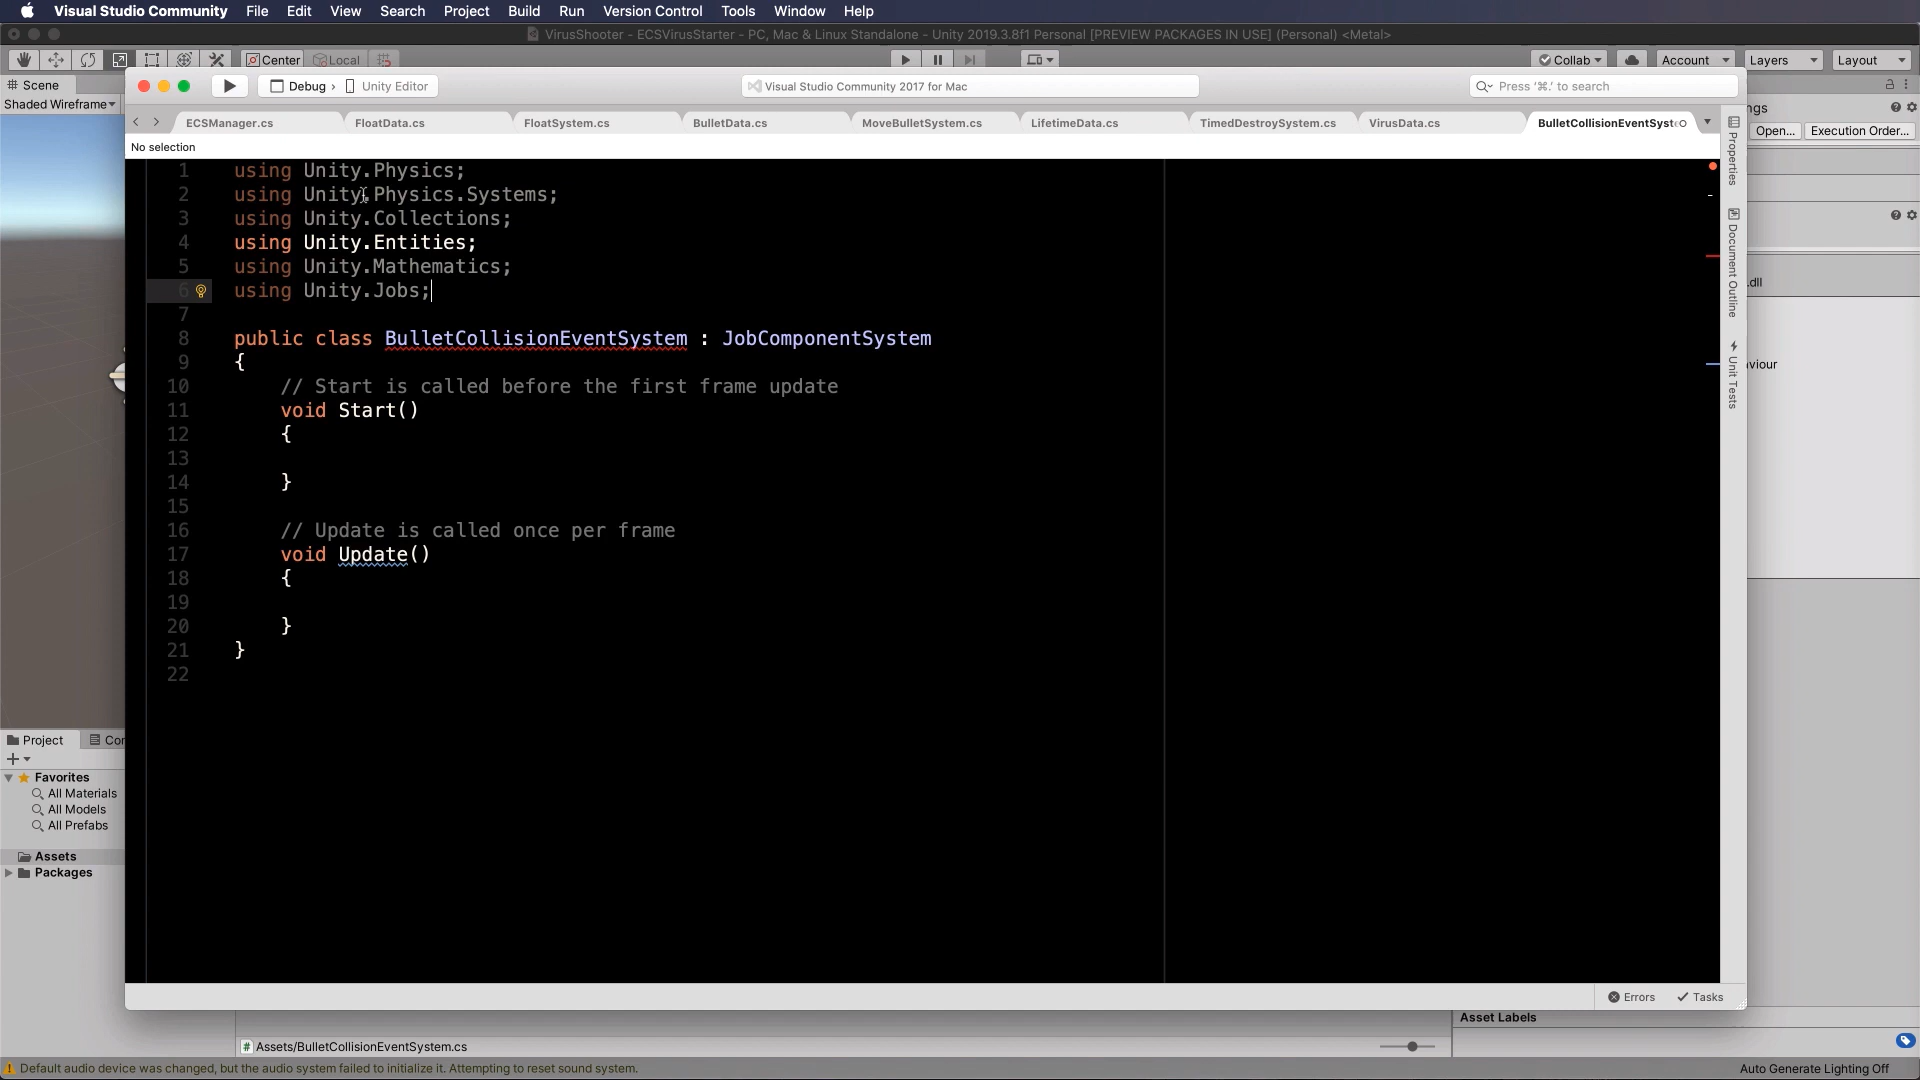 Visual Studio Community File Edit View Search Project Build Run Version Control Tools Window Help
VirusShooter - ECSVirusStarter - PC, Mac & Linux Standalone - Unity 2019.3.8f1 Personal [PREVIEW PACKAGES IN USE] (Personal) <Metal>
Center Local Collab Account Layers Layout
# Scene
Debug › Unity Editor Visual Studio Community 2017 for Mac Press '⌘.' to search
Shaded Wireframe
ngs
ECSManager.cs FloatData.cs FloatSystem.cs BulletData.cs MoveBulletSystem.cs LifetimeData.cs TimedDestroySystem.cs VirusData.cs BulletCollisionEventSyst
Open... Execution Order...
No selection
1 using Unity.Physics;
2 using Unity.Physics.Systems;
3 using Unity.Collections;
4 using Unity.Entities;
5 using Unity.Mathematics;
6 using Unity.Jobs;
7
8 public class BulletCollisionEventSystem : JobComponentSystem
9 {
10 // Start is called before the first frame update
11 void Start()
12 {
13
14 }
15
16 // Update is called once per frame
17 void Update()
18 {
19
20 }
21 }
22
Properties
Document Outline
Unit Tests
.dll
aviour
Project Con
+
Favorites
All Materials
All Models
All Prefabs
Assets
Packages
Errors Tasks
Asset Labels
# Assets/BulletCollisionEventSystem.cs
Default audio device was changed, but the audio system failed to initialize it. Attempting to reset sound system.
Auto Generate Lighting Off